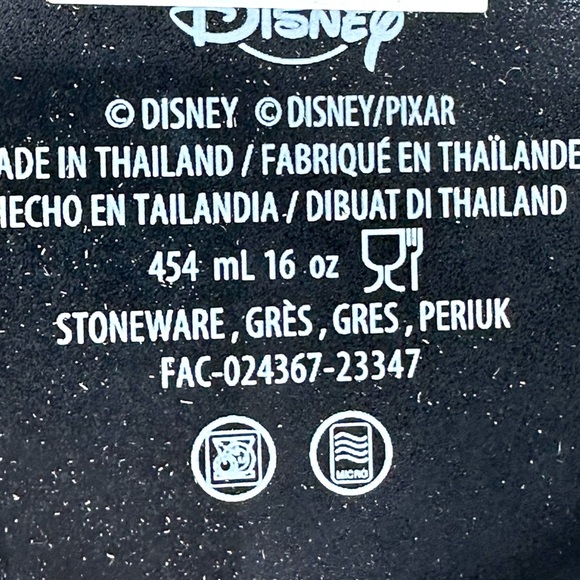 Disney
© DISNEY © DISNEY/PIXAR
ADE IN THAILAND / FABRIQUÉ EN THAÏLANDE
HECHO EN TAILANDIA / DIBUAT DI THAILAND
454 mL 16 oz
STONEWARE, GRÈS, GRES, PERIUK
FAC-024367-23347
MICRO